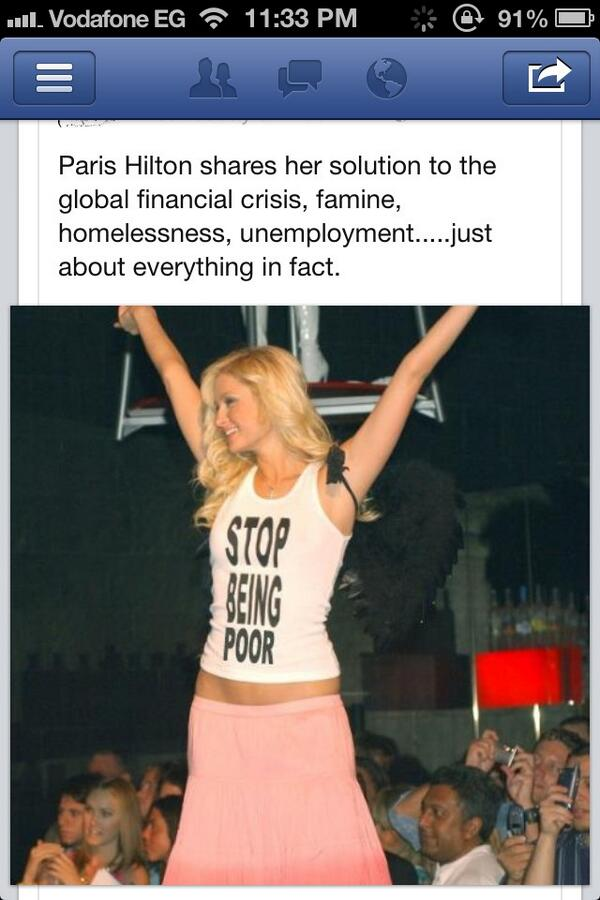 Vodafone EG 11:33 PM 91%
Paris Hilton shares her solution to the
global financial crisis, famine,
homelessness, unemployment.....just
about everything in fact.
STOP
BEING
POOR